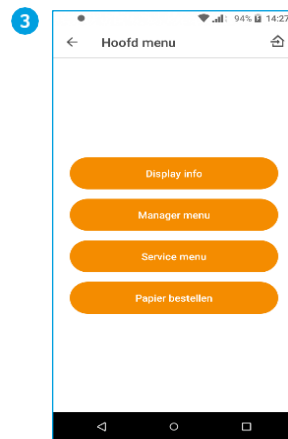 3
94% 14:27
Hoofd menu
Display info
Manager menu
Service menu
Papier bestellen